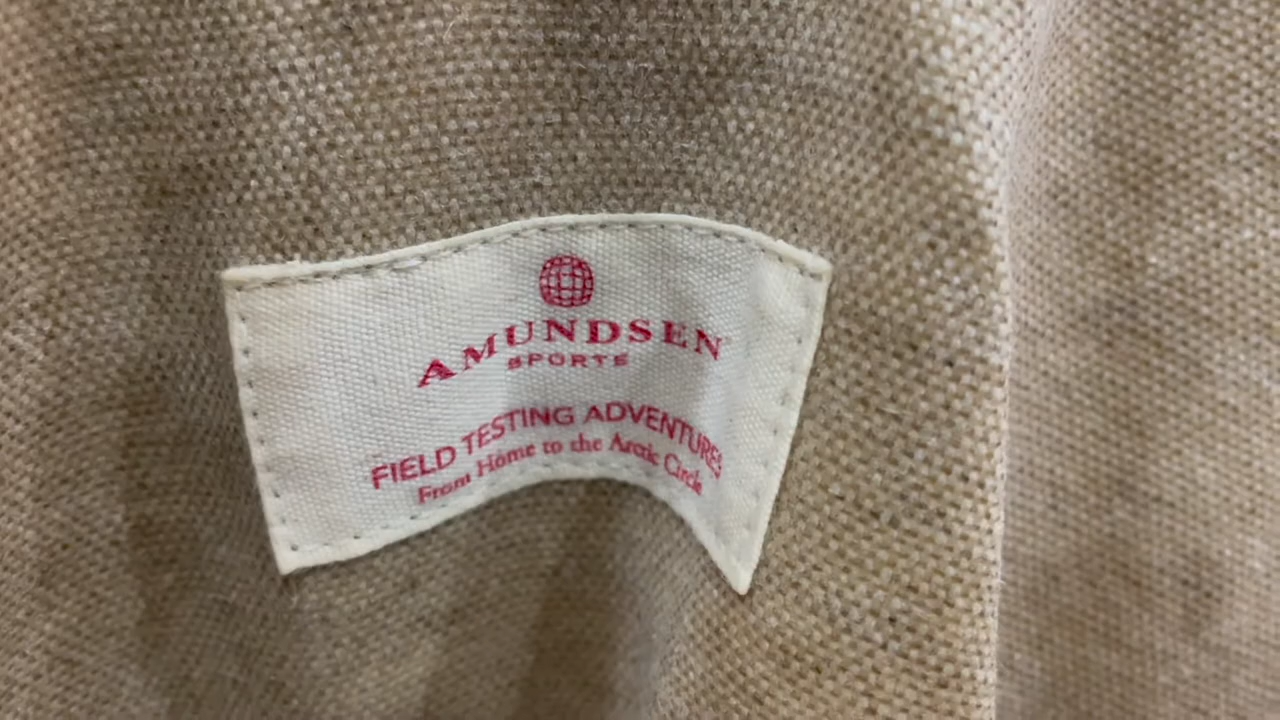 AMUNDSEN
SPORTS
FIELD TESTING ADVENTURES
From Home to the Arctic Circle